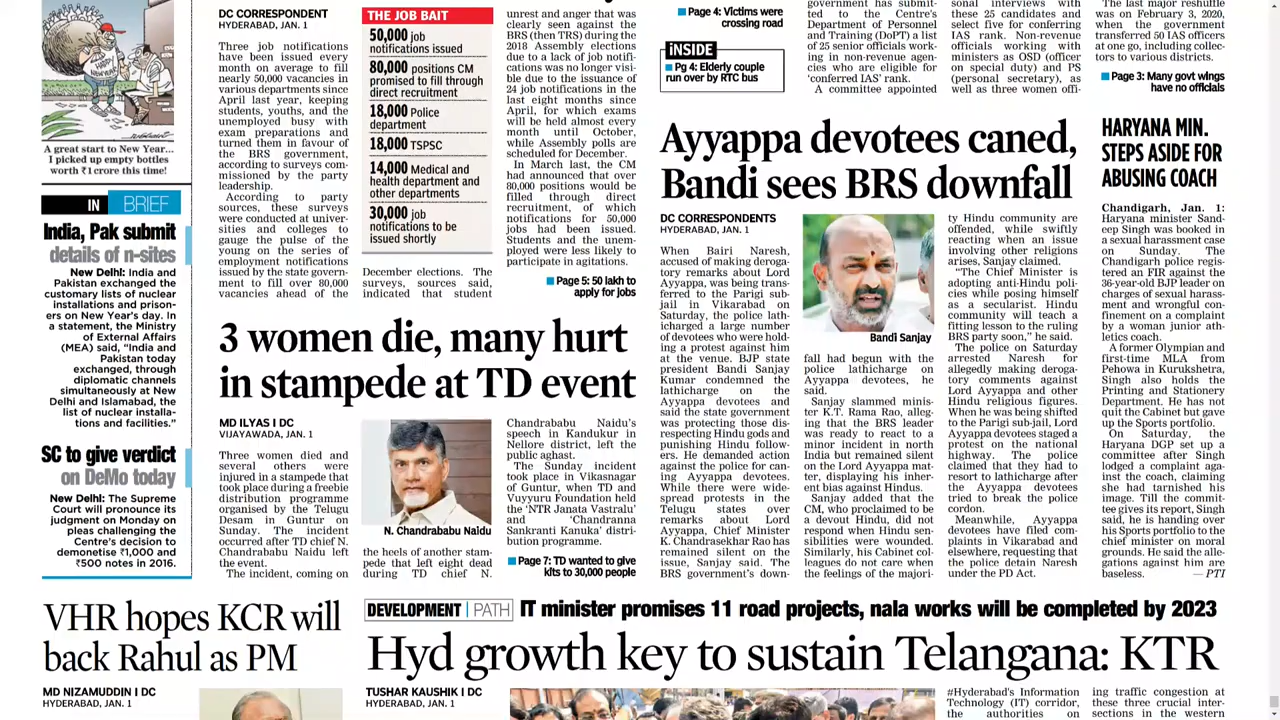 A great start to New Year...
I picked up empty bottles
worth ₹1 crore this time!
IN BRIEF
India, Pak submit
details of n-sites
New Delhi: India and
Pakistan exchanged the
customary lists of nuclear
installations and prison-
ers on New Year's day. In
a statement, the Ministry
of External Affairs
(MEA) said, "India and
Pakistan today
exchanged, through
diplomatic channels
simultaneously at New
Delhi and Islamabad, the
list of nuclear installa-
tions and facilities."
SC to give verdict
on DeMo today
New Delhi: The Supreme
Court will pronounce its
judgment on Monday on
pleas challenging the
Centre's decision to
demonetise ₹1,000 and
₹500 notes in 2016.
DC CORRESPONDENT
HYDERABAD, JAN. 1
Three job notifications
have been issued every
month on average to fill
nearly 50,000 vacancies in
various departments since
April last year, keeping
students, youths, and the
unemployed busy with
exam preparations and
turned them in favour of
the BRS government,
according to surveys com-
missioned by the party
leadership.
According to party
sources, these surveys
were conducted at univer-
sities and colleges to
gauge the pulse of the
young on the series of
employment notifications
issued by the state govern-
ment to fill over 80,000
vacancies ahead of the
THE JOB BAIT
50,000 job
notifications issued
80,000 positions CM
promised to fill through
direct recruitment
18,000 Police
department
18,000 TSPSC
14,000 Medical and
health department and
other departments
30,000 job
notifications to be
issued shortly
December elections. The
surveys, sources said,
indicated that student
unrest and anger that was
clearly seen against the
BRS (then TRS) during the
2018 Assembly elections
due to a lack of job notifi-
cations was no longer visi-
ble due to the issuance of
24 job notifications in the
last eight months since
April, for which exams
will be held almost every
month until October,
while Assembly polls are
scheduled for December.
In March last, the CM
had announced that over
80,000 positions would be
filled through direct
recruitment, of which
notifications for 50,000
jobs had been issued.
Students and the unem-
ployed were less likely to
participate in agitations.
Page 5: 50 lakh to
apply for jobs
3 women die, many hurt
in stampede at TD event
MD ILYAS I DC
VIJAYAWADA, JAN. 1
Three women died and
several others were
injured in a stampede that
took place during a freebie
distribution programme
organised by the Telugu
Desam in Guntur on
Sunday. The incident
occurred after TD chief N.
Chandrababu Naidu left
the event.
The incident, coming on
N. Chandrababu Naidu
the heels of another stam-
pede that left eight dead
during TD chief N.
Chandrababu Naidu's
speech in Kandukur in
Nellore district, left the
public aghast.
The Sunday incident
took place in Vikasnagar
of Guntur, when TD and
Vuyyuru Foundation held
the 'NTR Janata Vastralu'
and 'Chandranna
Sankranti Kanuka' distri-
bution programme.
Page 7: TD wanted to give
kits to 30,000 people
Page 4: Victims were
crossing road
INSIDE
Pg 4: Elderly couple
run over by RTC bus
government has submit-
ted to the Centre's
Department of Personnel
and Training (DoPT) a list
of 25 senior officials work-
ing in non-revenue agen-
cies who are eligible for
'conferred IAS' rank.
A committee appointed
sonal interviews with
these 25 candidates and
select five for conferring
IAS rank. Non-revenue
officials working with
ministers as OSD (officer
on special duty) and PS
(personal secretary), as
well as three women offi-
The last major reshuffle
was on February 3, 2020,
when the government
transferred 50 IAS officers
at one go, including collec-
tors to various districts.
Page 3: Many govt wings
have no officials
Ayyappa devotees caned,
Bandi sees BRS downfall
DC CORRESPONDENTS
HYDERABAD, JAN. 1
When Bairi Naresh,
accused of making deroga-
tory remarks about Lord
Ayyappa, was being trans-
ferred to the Parigi sub-
jail in Vikarabad on
Saturday, the police lath-
icharged a large number
of devotees who were hold-
ing a protest against him
at the venue. BJP state
president Bandi Sanjay
Kumar condemned the
lathicharge on the
Ayyappa devotees and
said the state government
was protecting those dis-
respecting Hindu gods and
punishing Hindu follow-
ers. He demanded action
against the police for can-
ing Ayyappa devotees.
While there were wide-
spread protests in the
Telugu states over
remarks about Lord
Ayyappa, Chief Minister
K. Chandrasekhar Rao has
remained silent on the
issue, Sanjay said. The
BRS government's down-
Bandi Sanjay
fall had begun with the
police lathicharge on
Ayyappa devotees, he
said.
Sanjay slammed minis-
ter K.T. Rama Rao, alleg-
ing that the BRS leader
was ready to react to a
minor incident in north
India but remained silent
on the Lord Ayyappa mat-
ter, displaying his inher-
ent bias against Hindus.
Sanjay added that the
CM, who proclaimed to be
a devout Hindu, did not
respond when Hindu sen-
sibilities were wounded.
Similarly, his Cabinet col-
leagues do not care when
the feelings of the majori-
ty Hindu community are
offended, while swiftly
reacting when an issue
involving other religions
arises, Sanjay claimed.
"The Chief Minister is
adopting anti-Hindu poli-
cies while posing himself
as a secularist. Hindu
community will teach a
fitting lesson to the ruling
BRS party soon," he said.
The police on Saturday
arrested Naresh for
allegedly making deroga-
tory comments against
Lord Ayyappa and other
Hindu religious figures.
When he was being shifted
to the Parigi sub-jail, Lord
Ayyappa devotees staged a
protest on the national
highway. The police
claimed that they had to
resort to lathicharge after
the Ayyappa devotees
tried to break the police
cordon.
Meanwhile, Ayyappa
devotees have filed com-
plaints in Vikarabad and
elsewhere, requesting that
the police detain Naresh
under the PD Act.
HARYANA MIN.
STEPS ASIDE FOR
ABUSING COACH
Chandigarh, Jan. 1:
Haryana minister Sand-
eep Singh was booked in
a sexual harassment case
on Sunday. The
Chandigarh police regis-
tered an FIR against the
36-year-old BJP leader on
charges of sexual harass-
ment and wrongful con-
finement on a complaint
by a woman junior ath-
letics coach.
A former Olympian and
first-time MLA from
Pehowa in Kurukshetra,
Singh also holds the
Printing and Stationery
Department. He has not
quit the Cabinet but gave
up the Sports portfolio.
On Saturday, the
Haryana DGP set up a
committee after Singh
lodged a complaint aga-
inst the coach, claiming
she had tarnished his
image. Till the commit-
tee gives its report, Singh
said, he is handing over
his Sports portfolio to the
chief minister on moral
grounds. He said the alle-
gations against him are
baseless. — PTI
VHR hopes KCR will
back Rahul as PM
MD NIZAMUDDIN I DC
HYDERABAD, JAN. 1
DEVELOPMENT | PATH
IT minister promises 11 road projects, nala works will be completed by 2023
Hyd growth key to sustain Telangana: KTR
TUSHAR KAUSHIK I DC
HYDERABAD, JAN. 1
#Hyderabad's Information
Technology (IT) corridor,
the authorities on
ing traffic congestion at
these three crucial inter-
sections in the western